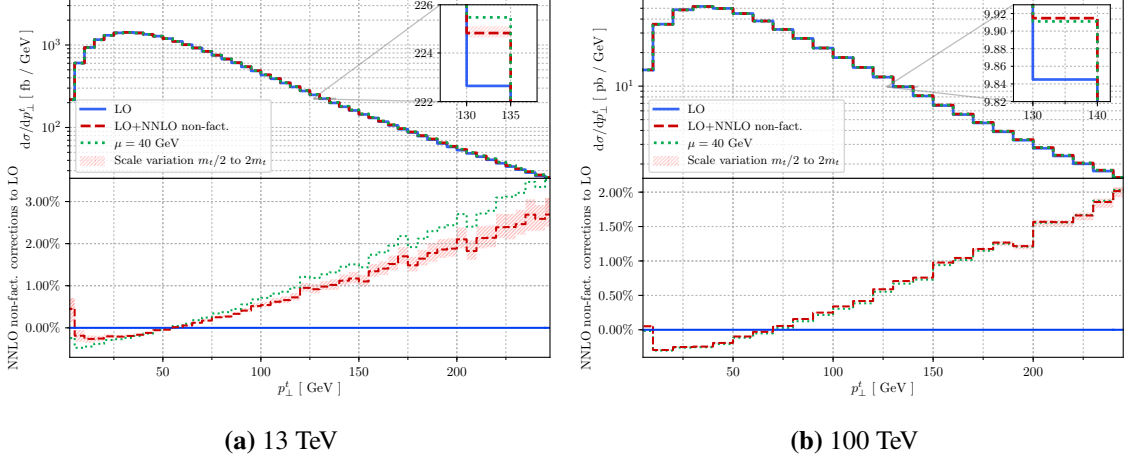 dσ/dp⊥^t [ fb / GeV ]
10³
10²
226
225
224
223
222
130
135
LO
LO+NNLO non-fact.
μ = 40 GeV
Scale variation m_t/2 to 2m_t
NNLO non-fact. corrections to LO
3.00%
2.00%
1.00%
0.00%
50
100
150
200
p⊥^t [ GeV ]
(a) 13 TeV
dσ/dp⊥^t [ pb / GeV ]
10¹
9.92
9.90
9.88
9.86
9.84
9.82
130
140
LO
LO+NNLO non-fact.
μ = 40 GeV
Scale variation m_t/2 to 2m_t
NNLO non-fact. corrections to LO
2.00%
1.50%
1.00%
0.50%
0.00%
50
100
150
200
p⊥^t [ GeV ]
(b) 100 TeV